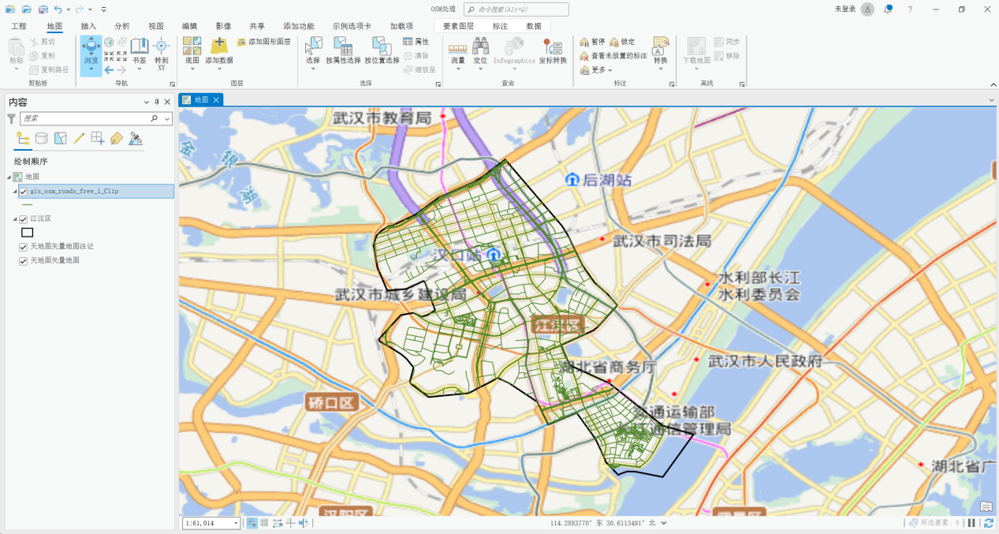 OSM处理
命令搜索(Alt+Q)
未登录
?
工程 地图 插入 分析 视图 编辑 影像 共享 添加功能 示例选项卡 加载项 要素图层 标注 数据
粘贴 剪切 复制 复制路径 剪贴板
浏览 书签 转到 XY 导航
底图 添加数据 添加图形图层 图层
选择 按属性选择 按位置选择 属性 清除 缩放至 选择
测量 定位 Infographics 坐标转换 查询
暂停 锁定 查看未放置的标注 更多 转换 标注
下载地图 同步 移除 离线
内容
搜索
绘制顺序
地图
gis_osm_roads_free_1_Clip
江汉区
天地图矢量地图注记
天地图矢量地图
地图
武汉市教育局
金银湖
后湖站
汉口站
武汉市司法局
水利部长江
水利委员会
武汉市城乡建设局
江汉区
湖北省商务厅
武汉市人民政府
硚口区
交通运输部
长江通信管理局
湖北省广
汉阳区
武昌区
1:61,014
114.2883770° 东 30.6113491° 北
所选要素: 0